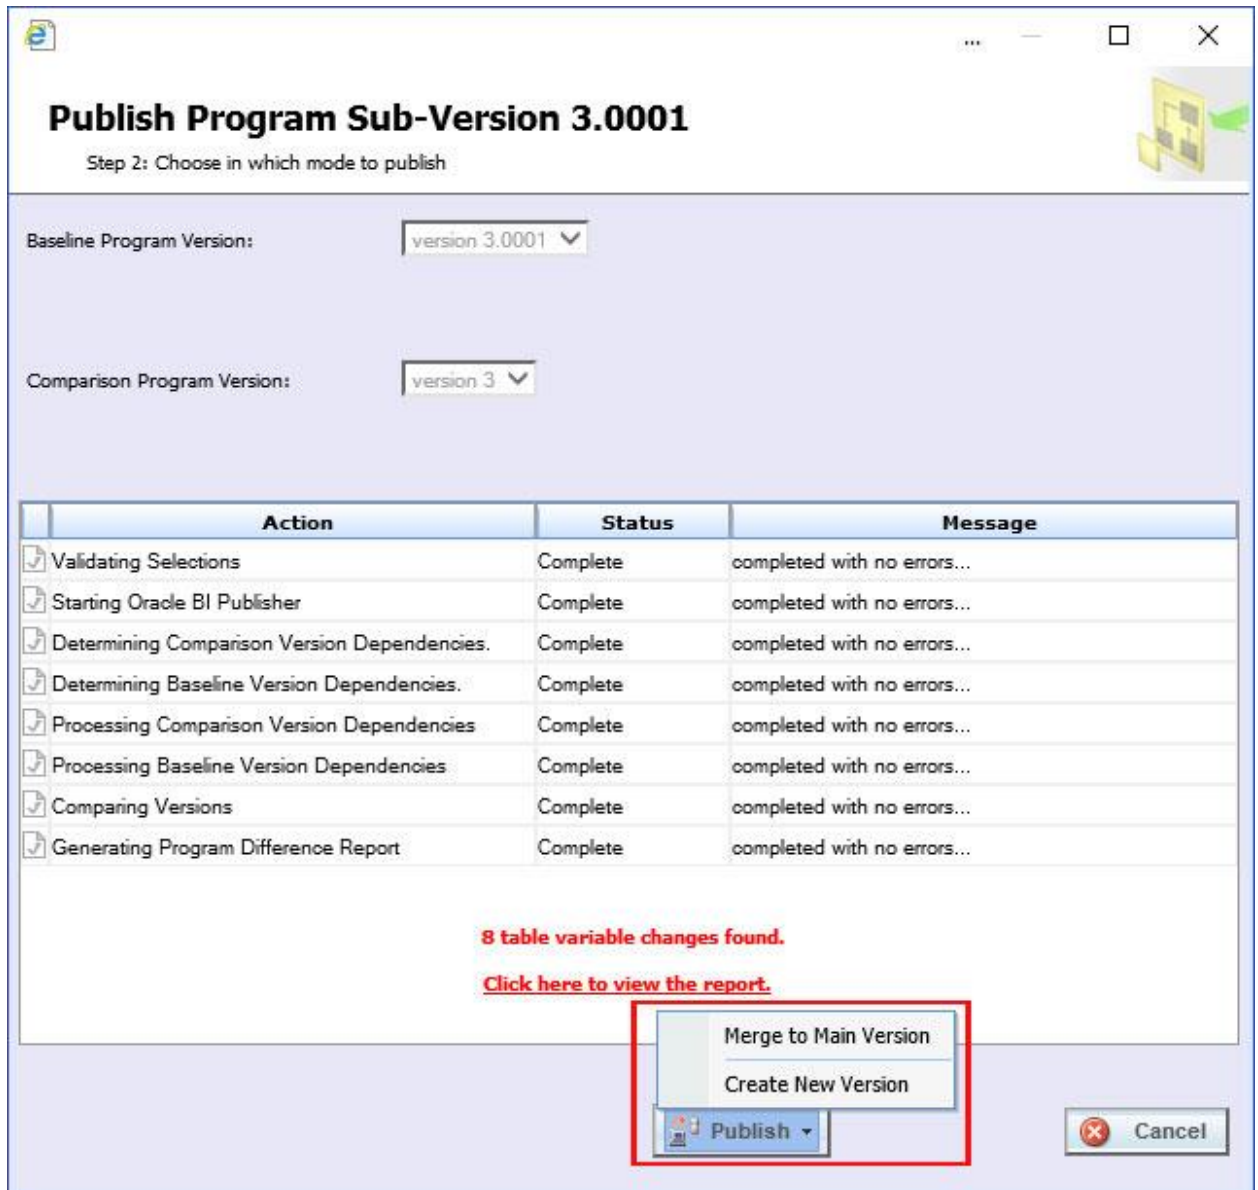 ...
Publish Program Sub-Version 3.0001
Step 2: Choose in which mode to publish
Baseline Program Version: version 3.0001
Comparison Program Version: version 3
Action Status Message
Validating Selections Complete completed with no errors...
Starting Oracle BI Publisher Complete completed with no errors...
Determining Comparison Version Dependencies. Complete completed with no errors...
Determining Baseline Version Dependencies. Complete completed with no errors...
Processing Comparison Version Dependencies Complete completed with no errors...
Processing Baseline Version Dependencies Complete completed with no errors...
Comparing Versions Complete completed with no errors...
Generating Program Difference Report Complete completed with no errors...
8 table variable changes found.
Click here to view the report.
Merge to Main Version
Create New Version
Publish Cancel